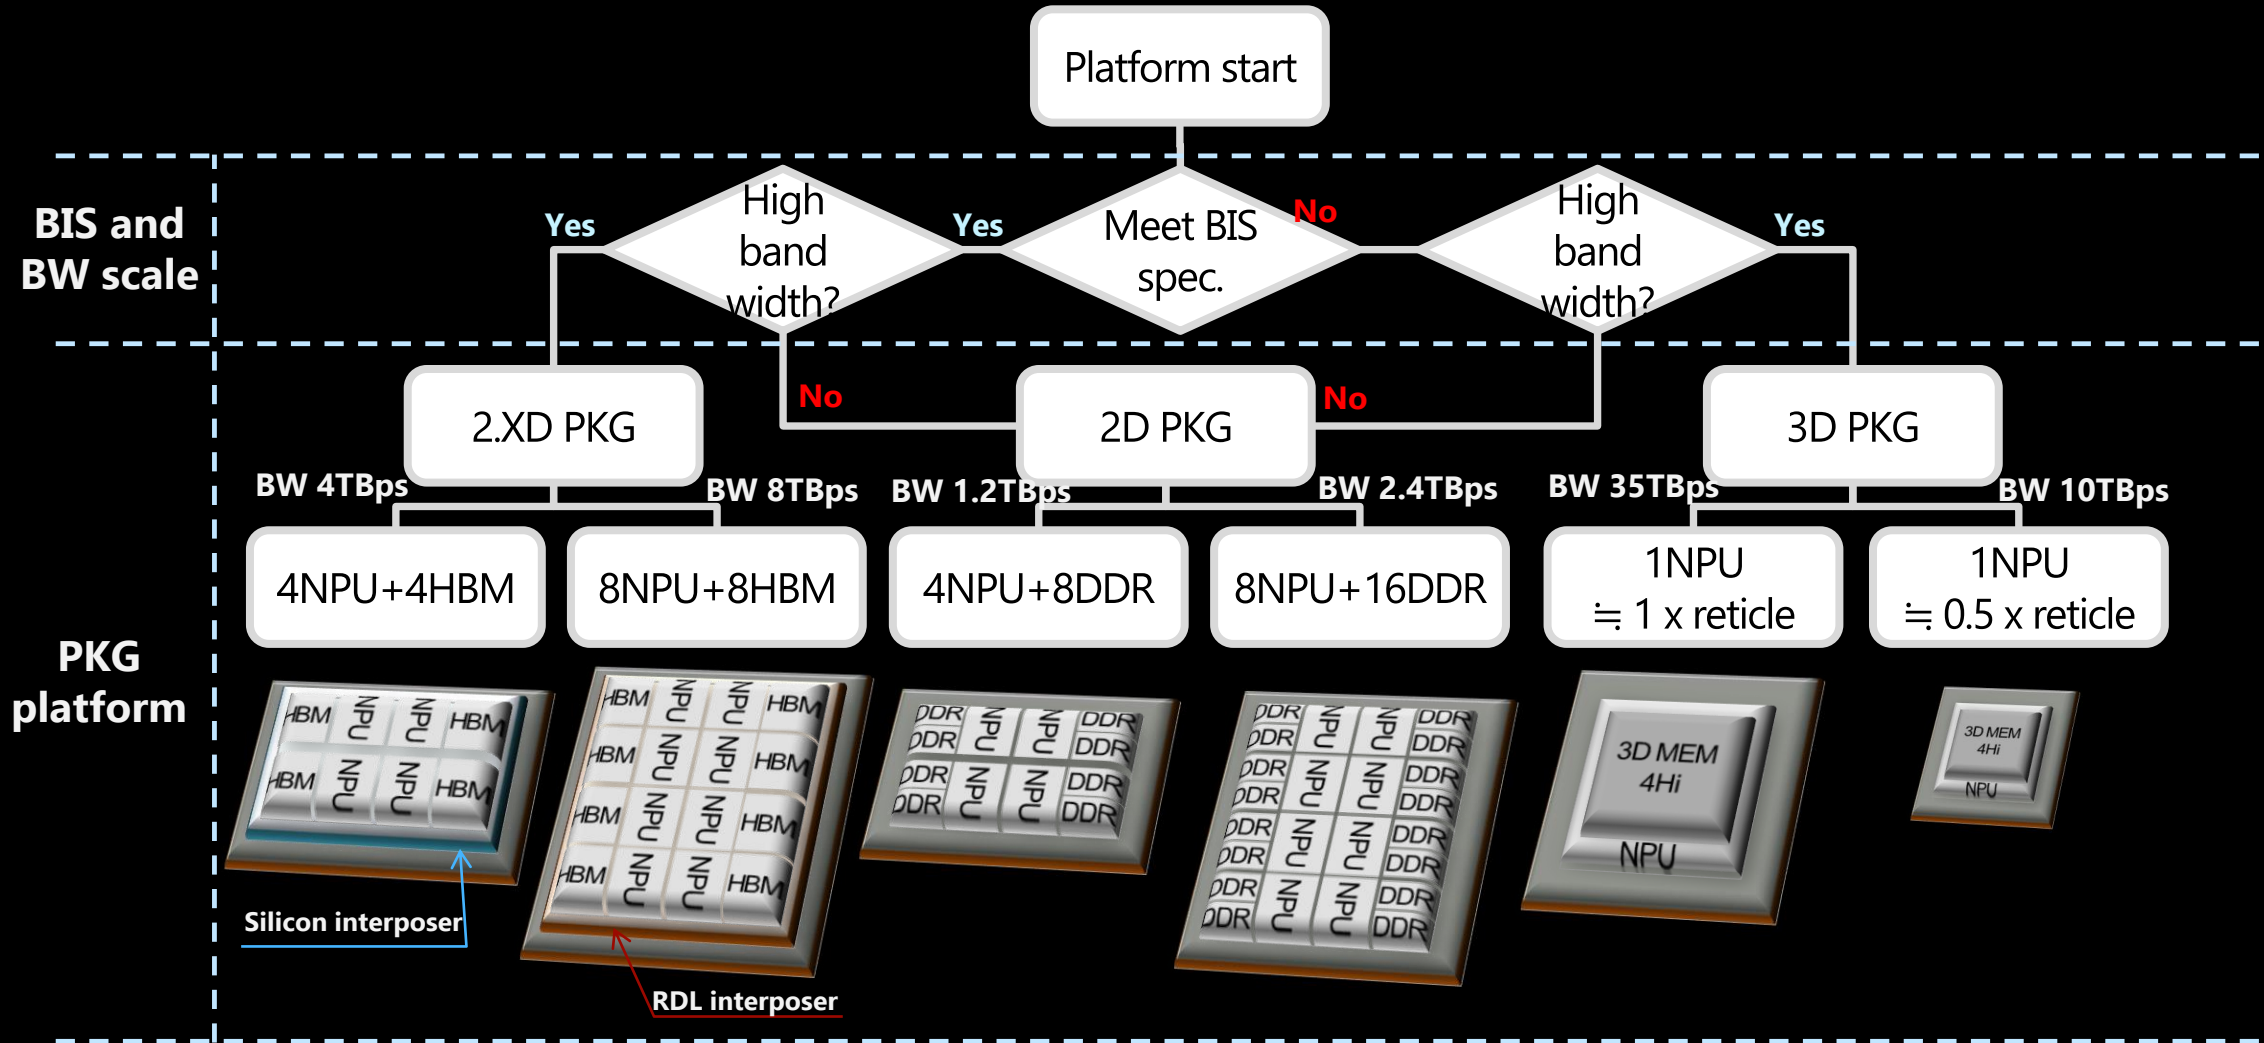 Platform start
BIS and
BW scale
Yes
High
band
width?
Yes
Meet BIS
spec.
No
High
band
width?
Yes
PKG
platform
2.XD PKG
No
2D PKG
No
3D PKG
BW 4TBps
BW 8TBps
BW 1.2TBps
BW 2.4TBps
BW 35TBps
BW 10TBps
4NPU+4HBM
8NPU+8HBM
4NPU+8DDR
8NPU+16DDR
1NPU
≒ 1 x reticle
1NPU
≒ 0.5 x reticle
HBM NPU NPU HBM
HBM NPU NPU HBM
Silicon interposer
HBM NPU NPU HBM
HBM NPU NPU HBM
HBM NPU NPU HBM
HBM NPU NPU HBM
RDL interposer
DDR NPU NPU DDR
DDR DDR
DDR NPU NPU DDR
DDR DDR
DDR NPU NPU DDR
DDR DDR
DDR NPU NPU DDR
DDR DDR
DDR NPU NPU DDR
DDR DDR
DDR NPU NPU DDR
DDR DDR
3D MEM
4Hi
NPU
3D MEM
4Hi
NPU